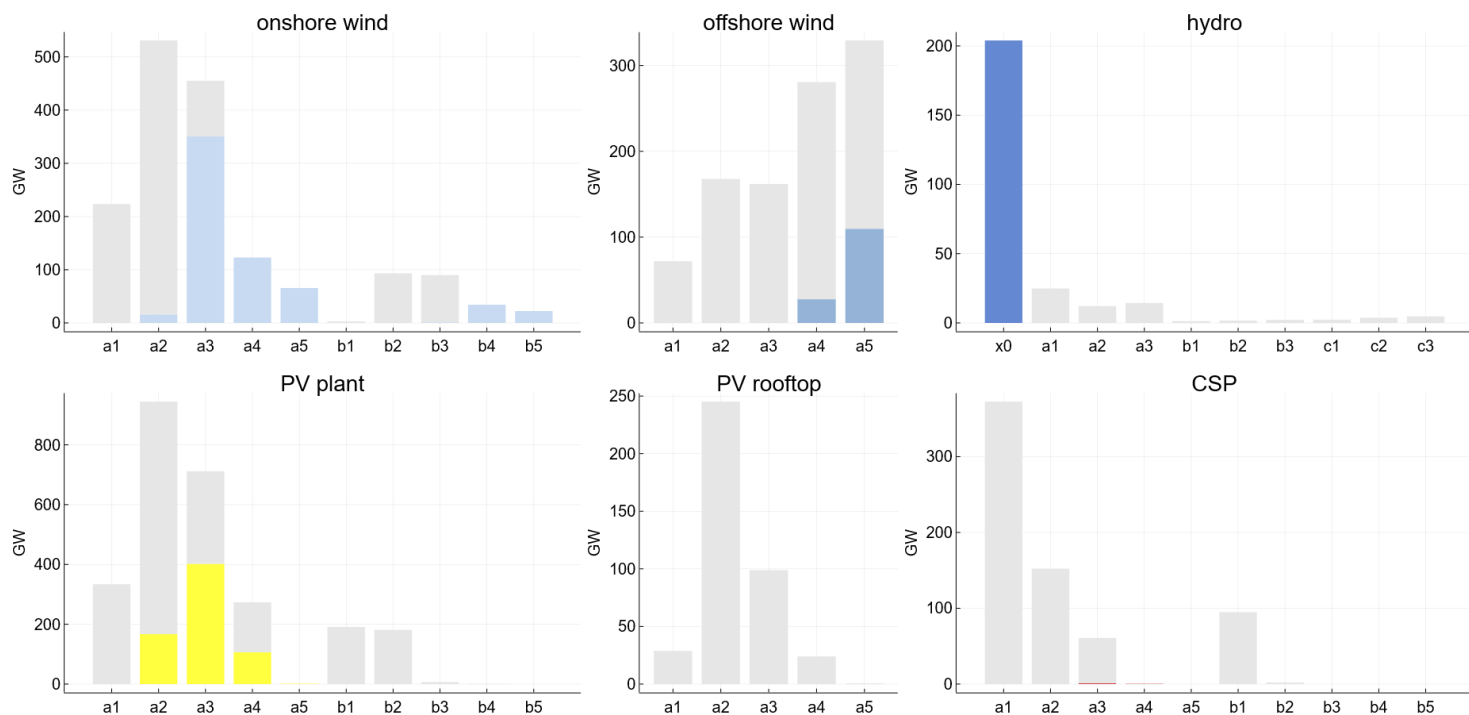 onshore wind
500
400
300
200
100
0
GW
a1 a2 a3 a4 a5 b1 b2 b3 b4 b5
offshore wind
300
200
100
0
GW
a1 a2 a3 a4 a5
hydro
200
150
100
50
0
GW
x0 a1 a2 a3 b1 b2 b3 c1 c2 c3
PV plant
800
600
400
200
0
GW
a1 a2 a3 a4 a5 b1 b2 b3 b4 b5
PV rooftop
250
200
150
100
50
0
GW
a1 a2 a3 a4 a5
CSP
300
200
100
0
GW
a1 a2 a3 a4 a5 b1 b2 b3 b4 b5